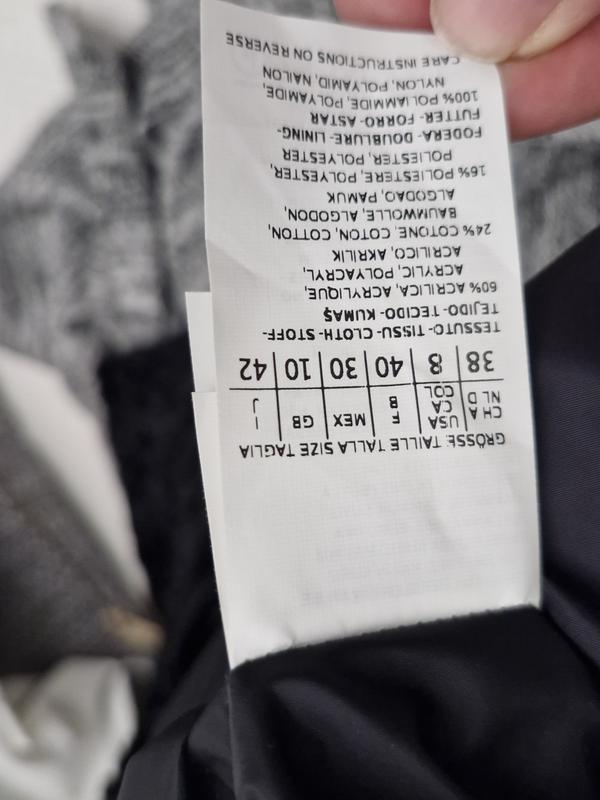 GRÖSSE TAILLE TALLA SIZE TAGLIA
CH A NL D | USA CA COL | F B | MEX | GB | I J
38 | 8 | 40 | 30 | 10 | 42
TESSUTO-TISSU-CLOTH-STOFF-
TEJIDO-TECIDO-KUMAŞ
60% ACRILICA, ACRYLIQUE,
ACRYLIC, POLYACRYL,
ACRILICO, AKRILIK
24% COTONE, COTON, COTTON,
BAUMWOLLE, ALGODON,
ALGODAO, PAMUK
16% POLIESTERE, POLYESTER,
POLIESTER, POLYESTER
FODERA- DOUBLURE- LINING-
FUTTER- FORRO- ASTAR
100% POLIAMMIDE, POLYAMIDE,
NYLON, POLYAMID, NAILON
CARE INSTRUCTIONS ON REVERSE